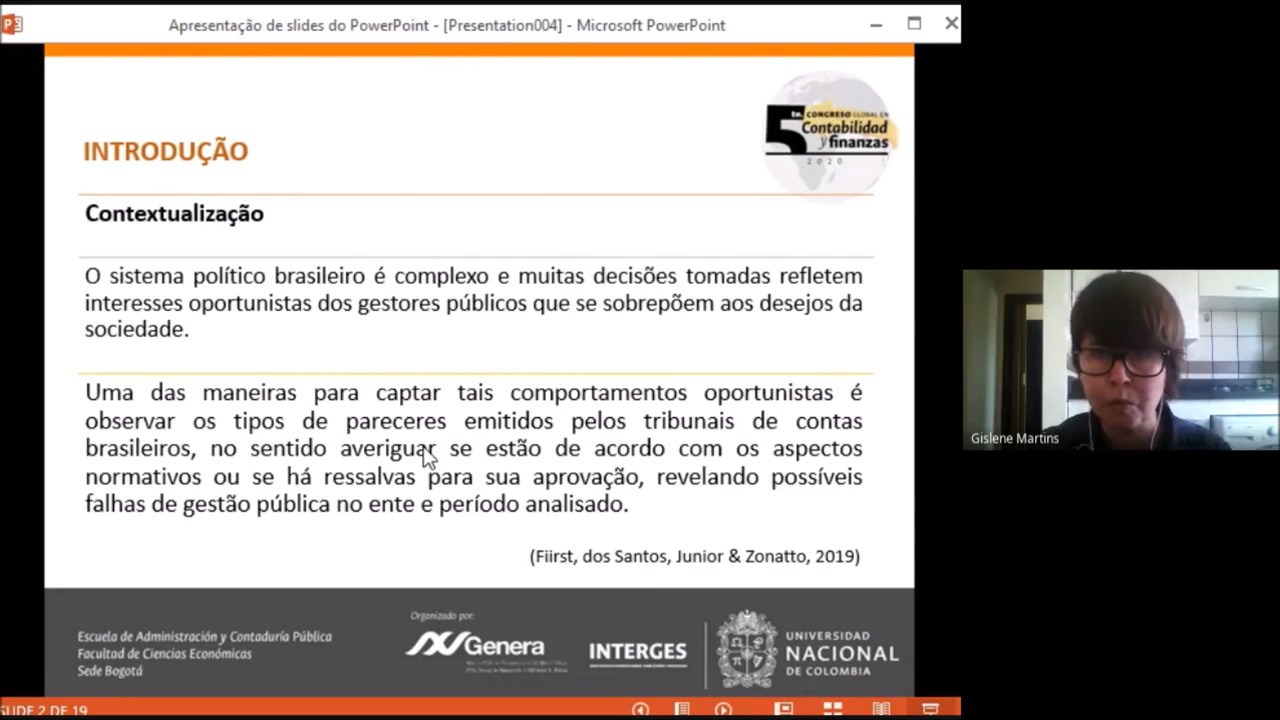 Apresentação de slides do PowerPoint - [Presentation004] - Microsoft PowerPoint
5to. CONGRESO GLOBAL EN
Contabilidad
y finanzas
2020
INTRODUÇÃO
Contextualização
O sistema político brasileiro é complexo e muitas decisões tomadas refletem
interesses oportunistas dos gestores públicos que se sobrepõem aos desejos da
sociedade.
Uma das maneiras para captar tais comportamentos oportunistas é
observar os tipos de pareceres emitidos pelos tribunais de contas
brasileiros, no sentido averiguar se estão de acordo com os aspectos
normativos ou se há ressalvas para sua aprovação, revelando possíveis
falhas de gestão pública no ente e período analisado.
(Fiirst, dos Santos, Junior & Zonatto, 2019)
Gislene Martins
Escuela de Administración y Contaduría Pública
Facultad de Ciencias Económicas
Sede Bogotá
Organizado por:
Genera
INTERGES
UNIVERSIDAD
NACIONAL
DE COLOMBIA
SLIDE 2 DE 19